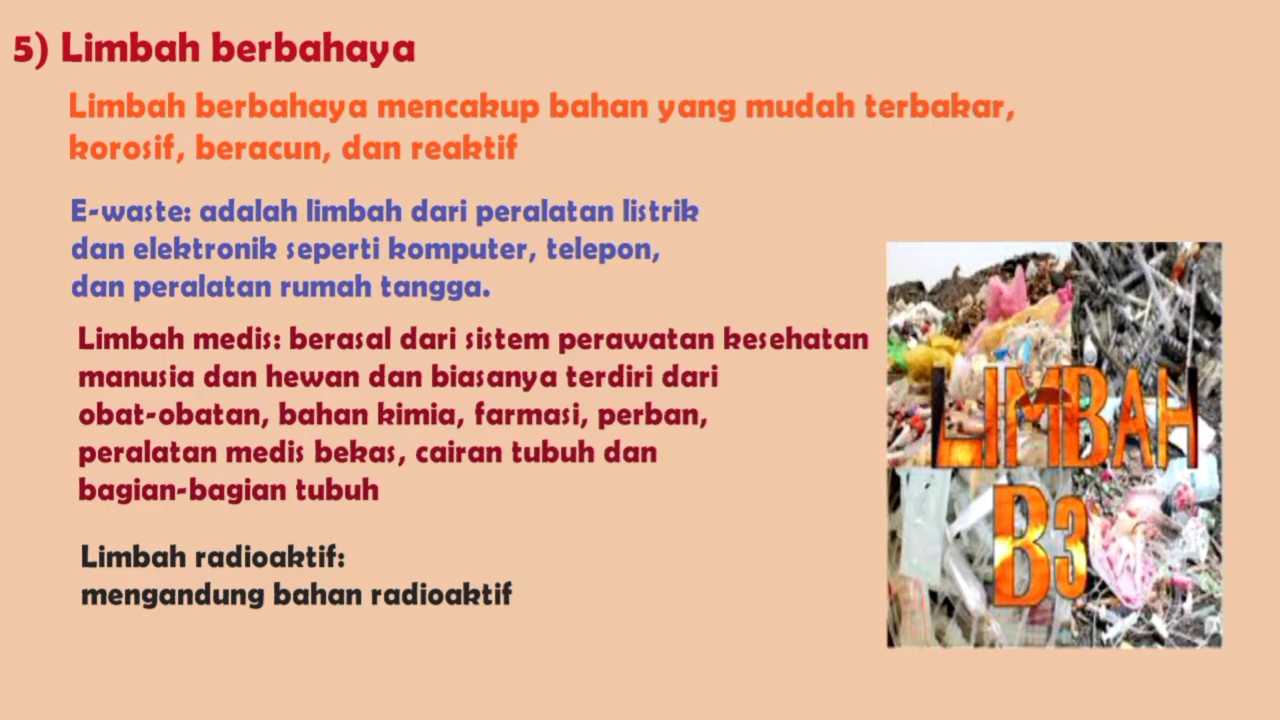 5) Limbah berbahaya
Limbah berbahaya mencakup bahan yang mudah terbakar,
korosif, beracun, dan reaktif
E-waste: adalah limbah dari peralatan listrik
dan elektronik seperti komputer, telepon,
dan peralatan rumah tangga.
Limbah medis: berasal dari sistem perawatan kesehatan
manusia dan hewan dan biasanya terdiri dari
obat-obatan, bahan kimia, farmasi, perban,
peralatan medis bekas, cairan tubuh dan
bagian-bagian tubuh
Limbah radioaktif:
mengandung bahan radioaktif
LIMBAH
B3